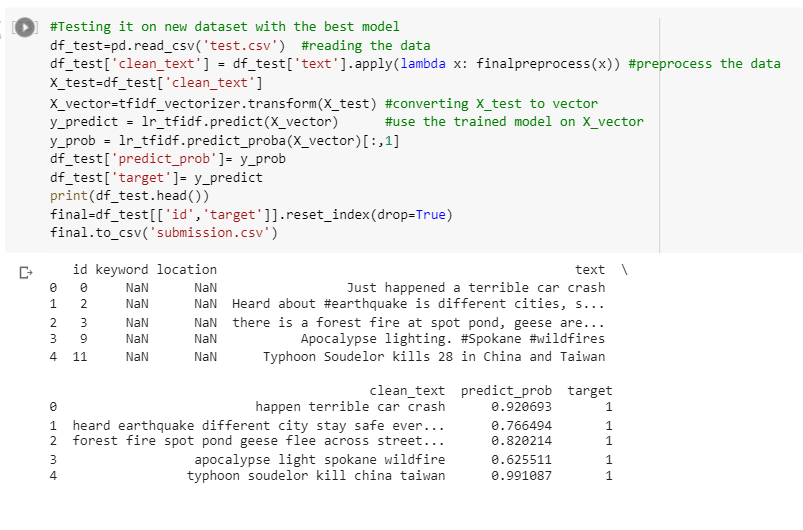 #Testing it on new dataset with the best model
df_test=pd.read_csv('test.csv')  #reading the data
df_test['clean_text'] = df_test['text'].apply(lambda x: finalpreprocess(x)) #preprocess the data
X_test=df_test['clean_text']
X_vector=tfidf_vectorizer.transform(X_test) #converting X_test to vector
y_predict = lr_tfidf.predict(X_vector)      #use the trained model on X_vector
y_prob = lr_tfidf.predict_proba(X_vector)[:,1]
df_test['predict_prob']= y_prob
df_test['target']= y_predict
print(df_test.head())
final=df_test[['id','target']].reset_index(drop=True)
final.to_csv('submission.csv')
   id keyword location                                               text  \
0   0     NaN      NaN                 Just happened a terrible car crash
1   2     NaN      NaN  Heard about #earthquake is different cities, s...
2   3     NaN      NaN  there is a forest fire at spot pond, geese are...
3   9     NaN      NaN           Apocalypse lighting. #Spokane #wildfires
4  11     NaN      NaN      Typhoon Soudelor kills 28 in China and Taiwan
                                          clean_text  predict_prob  target
0                          happen terrible car crash      0.920693       1
1  heard earthquake different city stay safe ever...      0.766494       1
2  forest fire spot pond geese flee across street...      0.820214       1
3                  apocalypse light spokane wildfire      0.625511       1
4                 typhoon soudelor kill china taiwan      0.991087       1